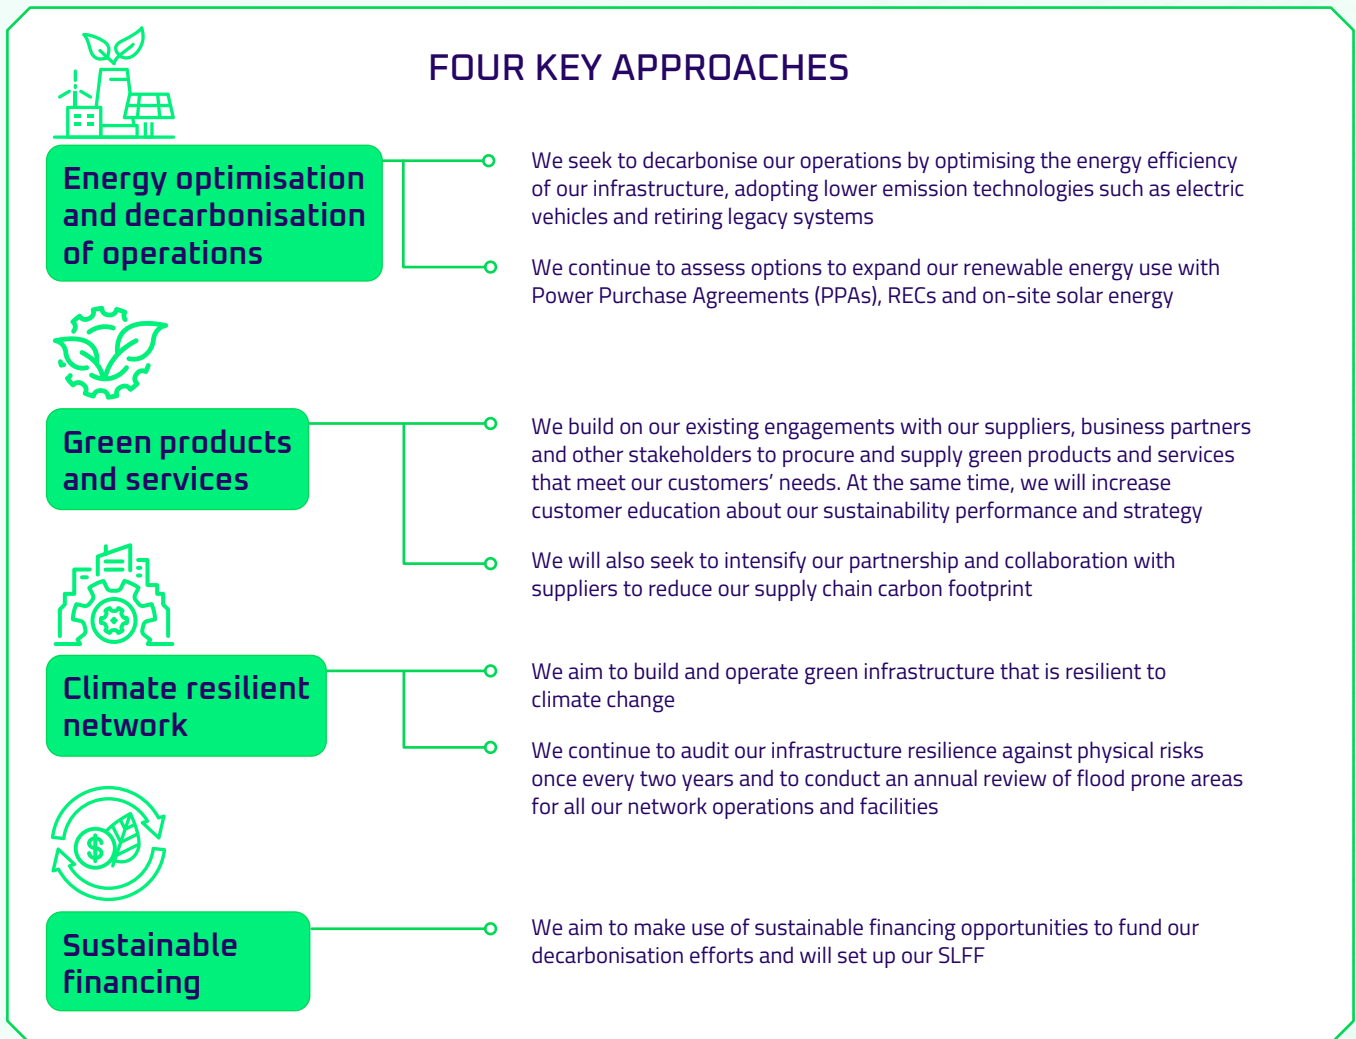 FOUR KEY APPROACHES
Energy optimisation
and decarbonisation
of operations
We seek to decarbonise our operations by optimising the energy efficiency
of our infrastructure, adopting lower emission technologies such as electric
vehicles and retiring legacy systems
We continue to assess options to expand our renewable energy use with
Power Purchase Agreements (PPAs), RECs and on-site solar energy
Green products
and services
We build on our existing engagements with our suppliers, business partners
and other stakeholders to procure and supply green products and services
that meet our customers’ needs. At the same time, we will increase
customer education about our sustainability performance and strategy
We will also seek to intensify our partnership and collaboration with
suppliers to reduce our supply chain carbon footprint
Climate resilient
network
We aim to build and operate green infrastructure that is resilient to
climate change
We continue to audit our infrastructure resilience against physical risks
once every two years and to conduct an annual review of flood prone areas
for all our network operations and facilities
$
Sustainable
financing
We aim to make use of sustainable financing opportunities to fund our
decarbonisation efforts and will set up our SLFF